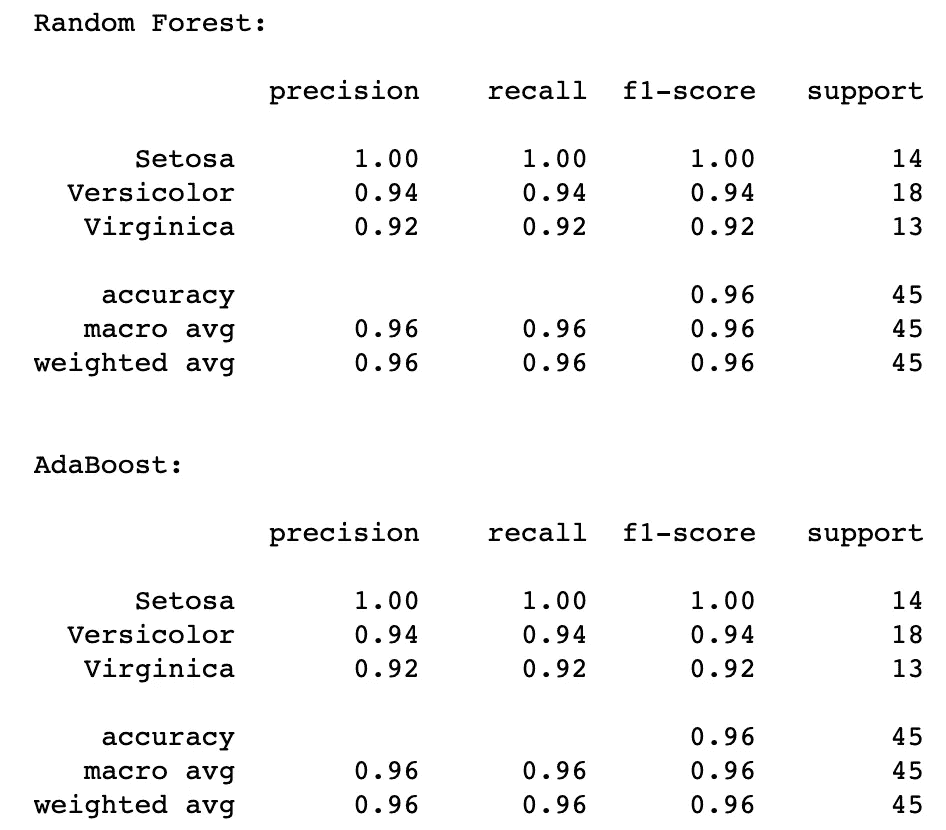 Random Forest:
precision recall f1-score support
Setosa 1.00 1.00 1.00 14
Versicolor 0.94 0.94 0.94 18
Virginica 0.92 0.92 0.92 13
accuracy 0.96 45
macro avg 0.96 0.96 0.96 45
weighted avg 0.96 0.96 0.96 45
AdaBoost:
precision recall f1-score support
Setosa 1.00 1.00 1.00 14
Versicolor 0.94 0.94 0.94 18
Virginica 0.92 0.92 0.92 13
accuracy 0.96 45
macro avg 0.96 0.96 0.96 45
weighted avg 0.96 0.96 0.96 45